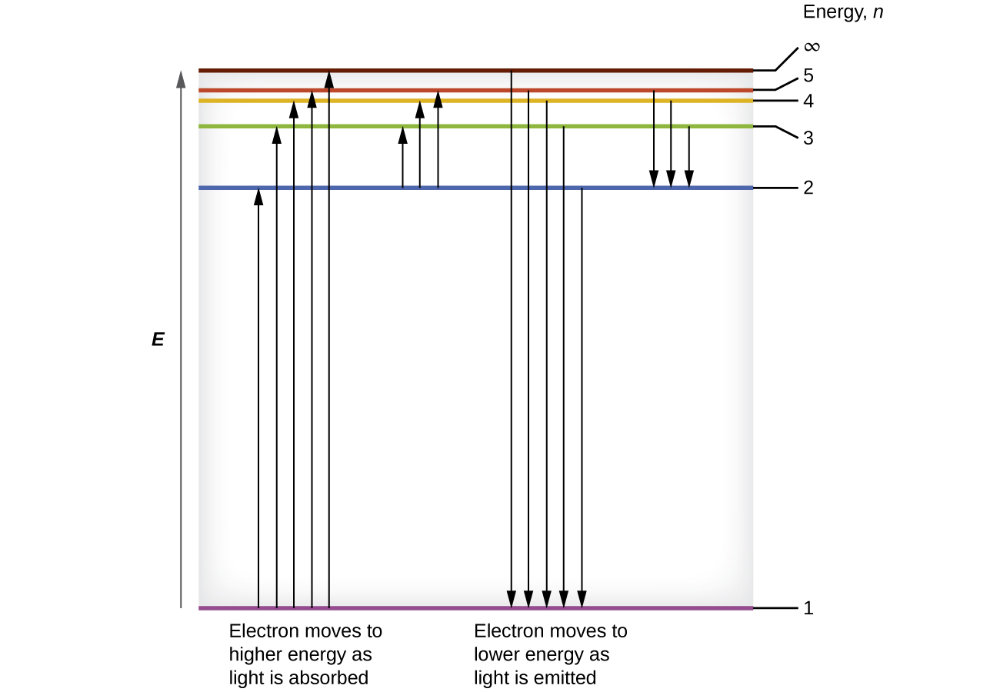 Energy, n
∞
5
4
3
2
E
1
Electron moves to
higher energy as
light is absorbed
Electron moves to
lower energy as
light is emitted